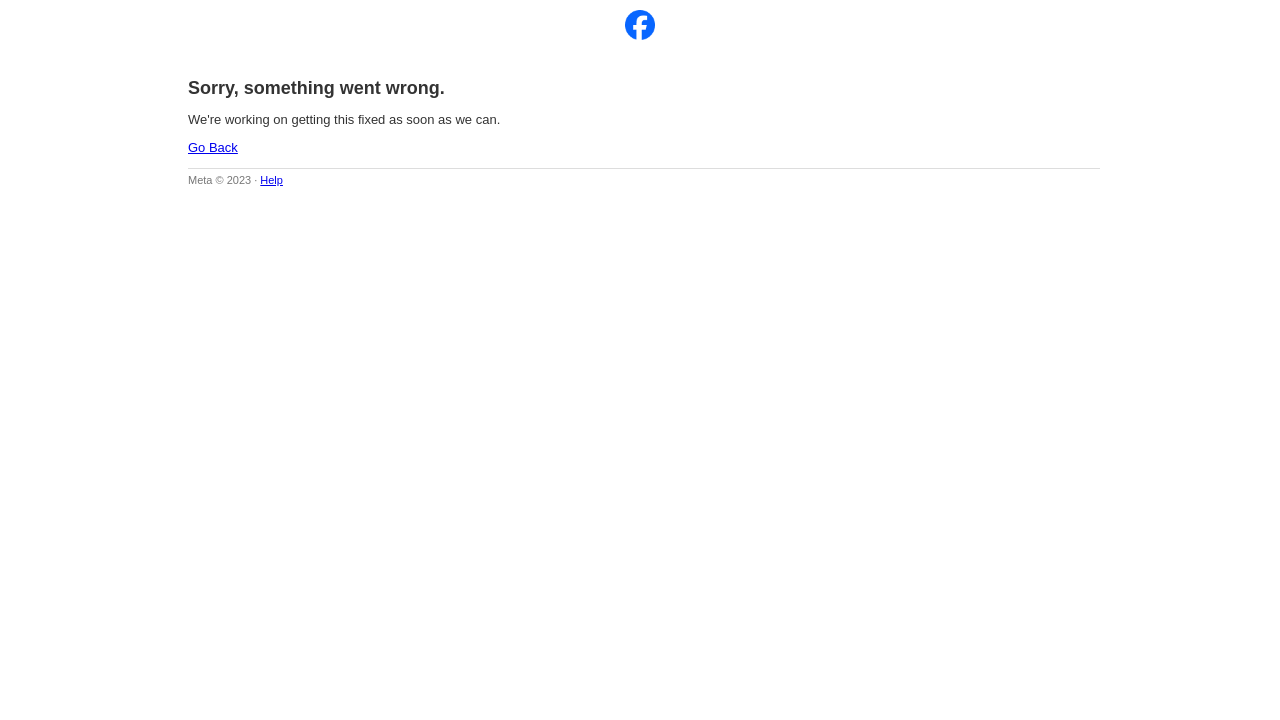 Sorry, something went wrong.
We're working on getting this fixed as soon as we can.
Go Back
Meta © 2023 · Help